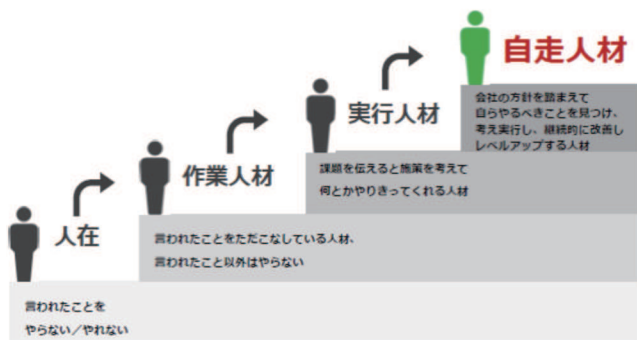 自走人材
会社の方針を踏まえて
自らやるべきことを見つけ、
考え実行し、継続的に改善し
レベルアップする人材
実行人材
課題を伝えると施策を考えて
何とかやりきってくれる人材
作業人材
言われたことをただこなしている人材、
言われたこと以外はやらない
人在
言われたことを
やらない／やれない